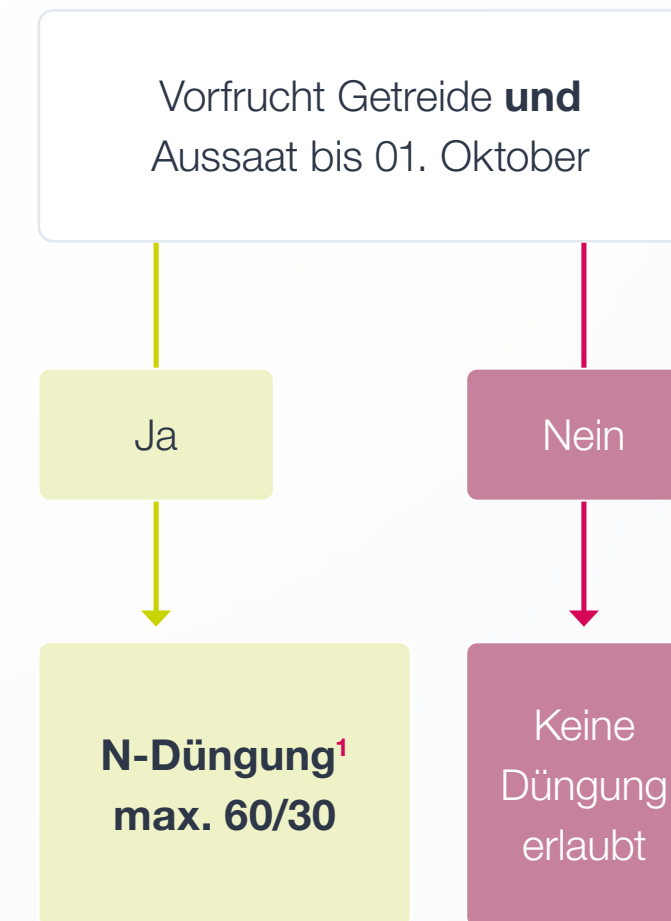 Vorfrucht Getreide und
Aussaat bis 01. Oktober
Ja
Nein
N-Düngung¹
max. 60/30
Keine
Düngung
erlaubt